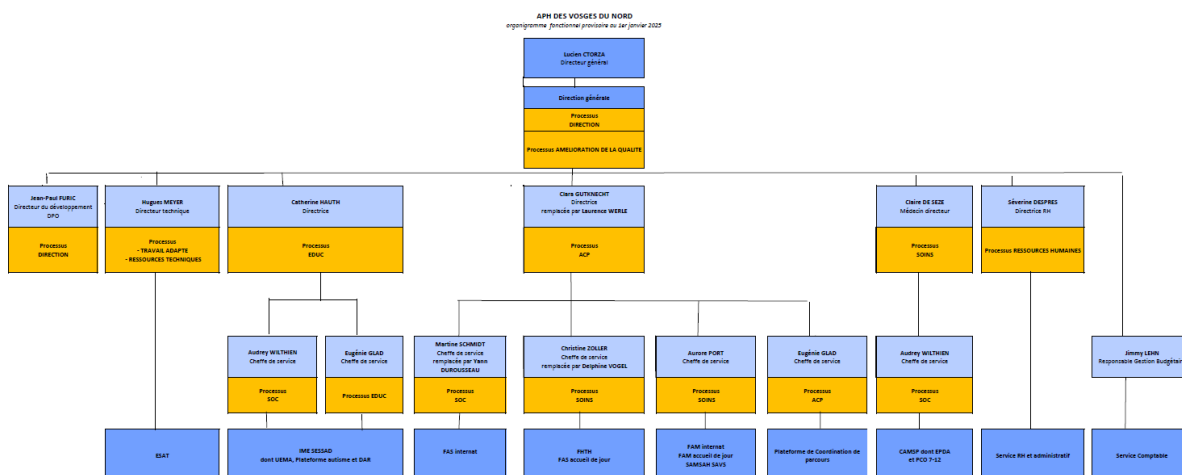 APH DES VOSGES DU NORD
organigramme fonctionnel provisoire au 1er janvier 2025
Lucien CTORZA
Directeur général
Direction générale
Processus
DIRECTION
Processus AMELIORATION DE LA QUALITE
Jean-Paul FURIC
Directeur du développement
DPO
Processus
DIRECTION
Hugues MEYER
Directeur technique
Processus
- TRAVAIL ADAPTE
- RESSOURCES TECHNIQUES
Catherine HAUTH
Directrice
Processus
EDUC
Clara GUTKNECHT
Directrice
remplacée par Laurence WERLE
Processus
ACP
Claire DE SEZE
Médecin directeur
Processus
SOINS
Séverine DESPRES
Directrice RH
Processus RESSOURCES HUMAINES
Audrey WILTHIEN
Cheffe de service
Processus
SOC
Eugénie GLAD
Cheffe de service
Processus EDUC
Martine SCHMIDT
Cheffe de service
remplacée par Yann
DUROUSSEAU
Processus
SOC
Christine ZOLLER
Cheffe de service
remplacée par Delphine VOGEL
Processus
SOINS
Aurore PORT
Cheffe de service
Processus
SOINS
Eugénie GLAD
Cheffe de service
Processus
ACP
Audrey WILTHIEN
Cheffe de service
Processus
SOC
Jimmy LEHN
Responsable Gestion Budgétair
ESAT
IME SESSAD
dont UEMA, Plateforme autisme et DAR
FAS internat
FHTH
FAS accueil de jour
FAM internat
FAM accueil de jour
SAMSAH SAVS
Plateforme de Coordination de
parcours
CAMSP dont EPDA
et PCO 7-12
Service RH et administratif
Service Comptable